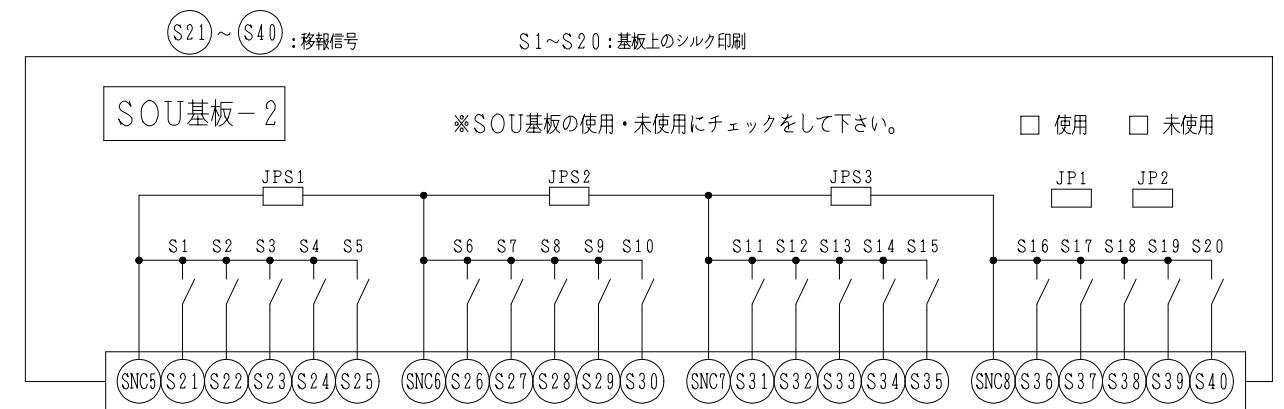 S21～S40：移報信号 S1～S20：基板上のシルク印刷
SOU基板－2
※SOU基板の使用・未使用にチェックをして下さい。 □ 使用 □ 未使用
JPS1 JPS2 JPS3 JP1 JP2
S1 S2 S3 S4 S5 S6 S7 S8 S9 S10 S11 S12 S13 S14 S15 S16 S17 S18 S19 S20
SNC5 S21 S22 S23 S24 S25 SNC6 S26 S27 S28 S29 S30 SNC7 S31 S32 S33 S34 S35 SNC8 S36 S37 S38 S39 S40